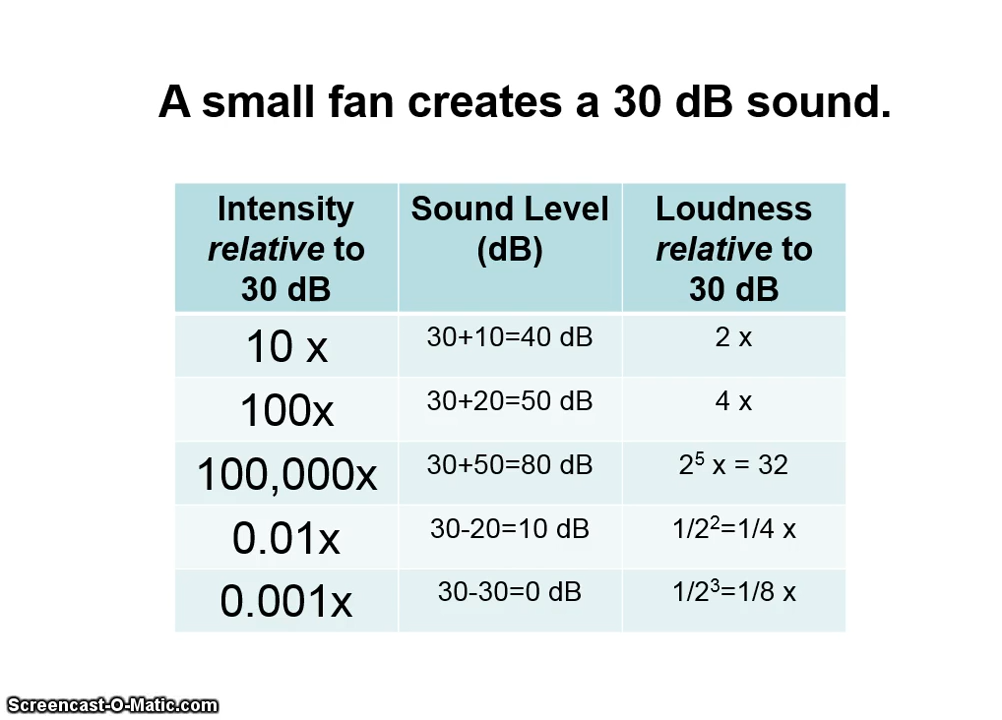 A small fan creates a 30 dB sound.
Intensity relative to 30 dB
Sound Level (dB)
Loudness relative to 30 dB
10 x
30+10=40 dB
2 x
100x
30+20=50 dB
4 x
100,000x
30+50=80 dB
2⁵ x = 32
0.01x
30-20=10 dB
1/2²=1/4 x
0.001x
30-30=0 dB
1/2³=1/8 x
Screencast-O-Matic.com